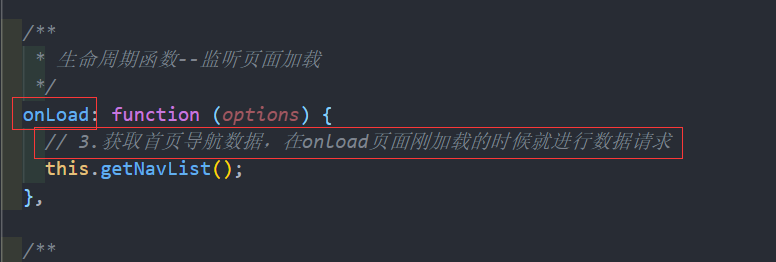 /**
* 生命周期函数--监听页面加载
*/
onLoad: function (options) {
// 3.获取首页导航数据，在onload页面刚加载的时候就进行数据请求
this.getNavList();
},
/**